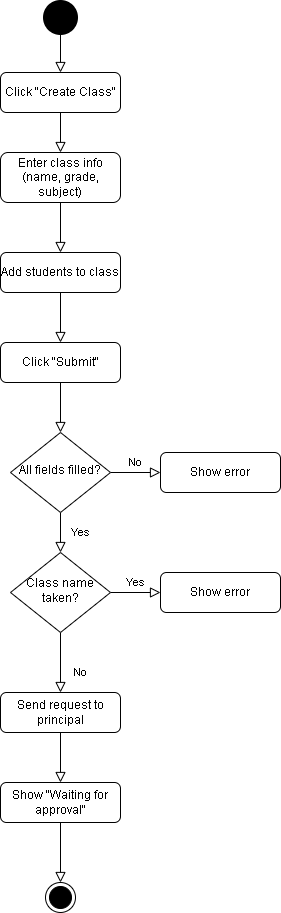 Click "Create Class"
Enter class info
(name, grade,
subject)
Add students to class
Click "Submit"
All fields filled?
No
Show error
Yes
Class name
taken?
Yes
Show error
No
Send request to
principal
Show "Waiting for
approval"